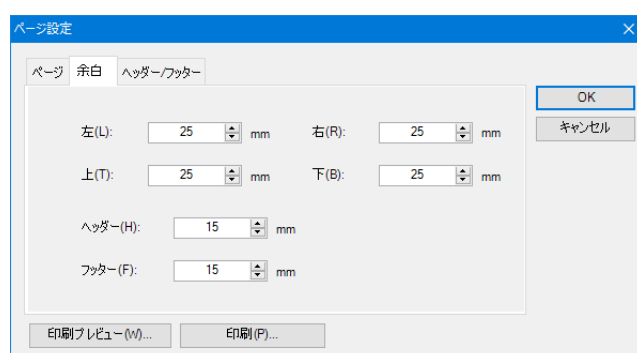 ページ設定
ページ 余白 ヘッダー/フッター
OK
キャンセル
左(L): 25 mm 右(R): 25 mm
上(T): 25 mm 下(B): 25 mm
ヘッダー(H): 15 mm
フッター(F): 15 mm
印刷プレビュー(W)... 印刷(P)...